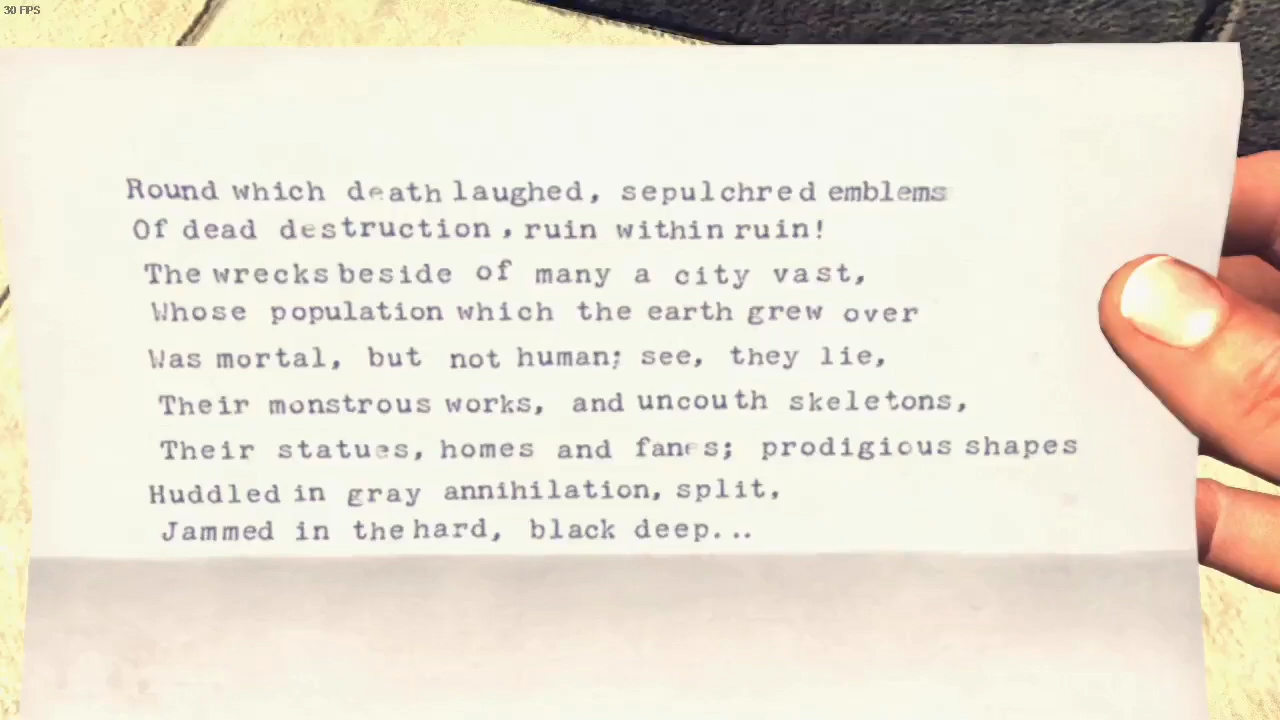 30 FPS
Round which death laughed, sepulchred emblems
Of dead destruction, ruin within ruin!
The wrecks beside of many a city vast,
Whose population which the earth grew over
Was mortal, but not human; see, they lie,
Their monstrous works, and uncouth skeletons,
Their statues, homes and fanes; prodigious shapes
Huddled in gray annihilation, split,
Jammed in the hard, black deep...